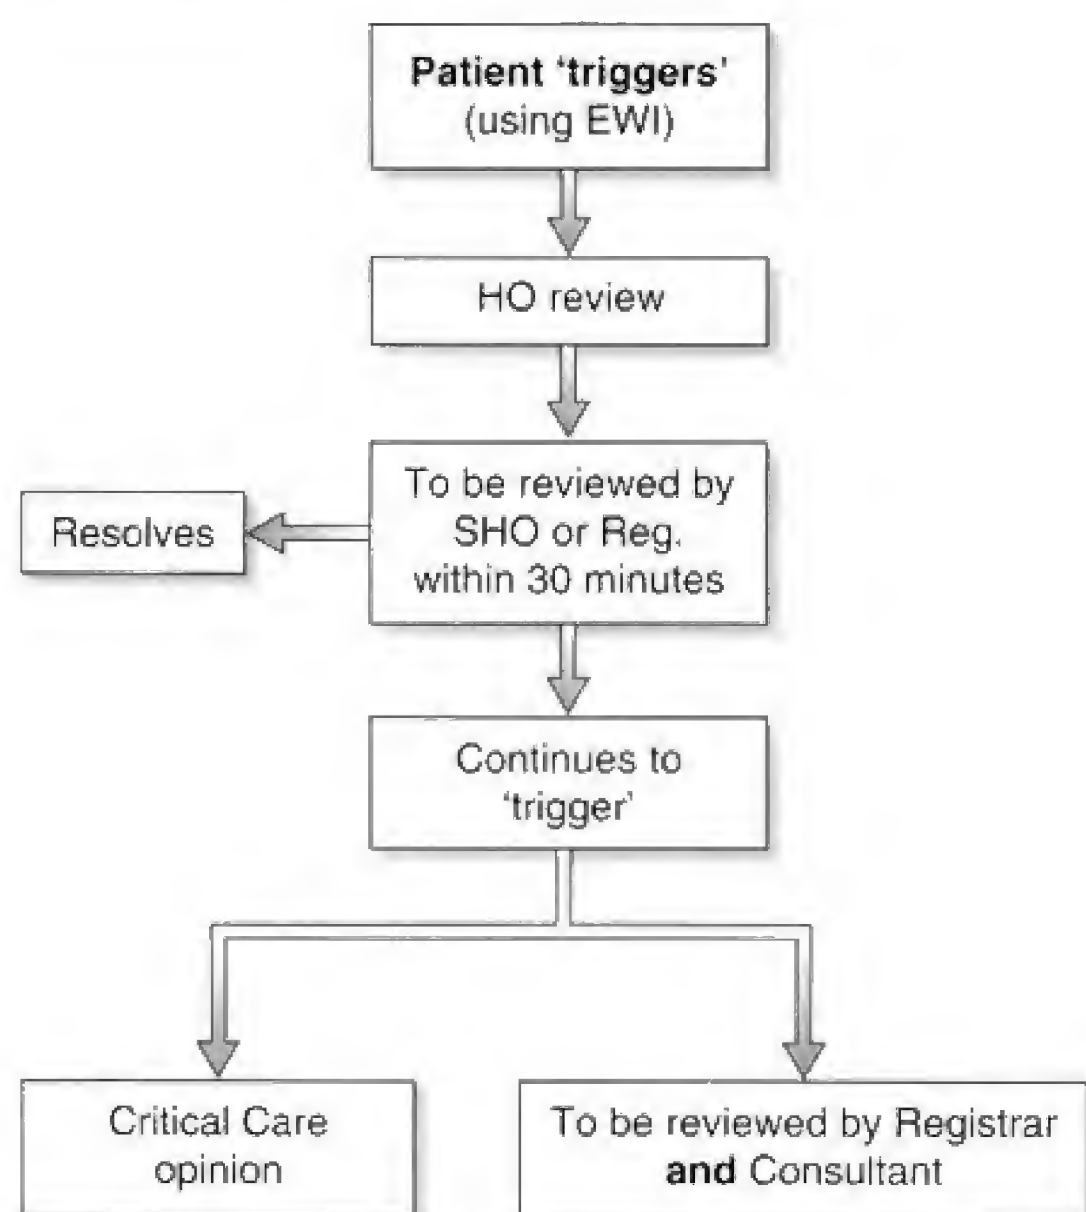 Patient ‘triggers’
(using EWI)
HO review
To be reviewed by
SHO or Reg.
within 30 minutes
Resolves
Continues to
‘trigger’
Critical Care
opinion
To be reviewed by Registrar
and Consultant